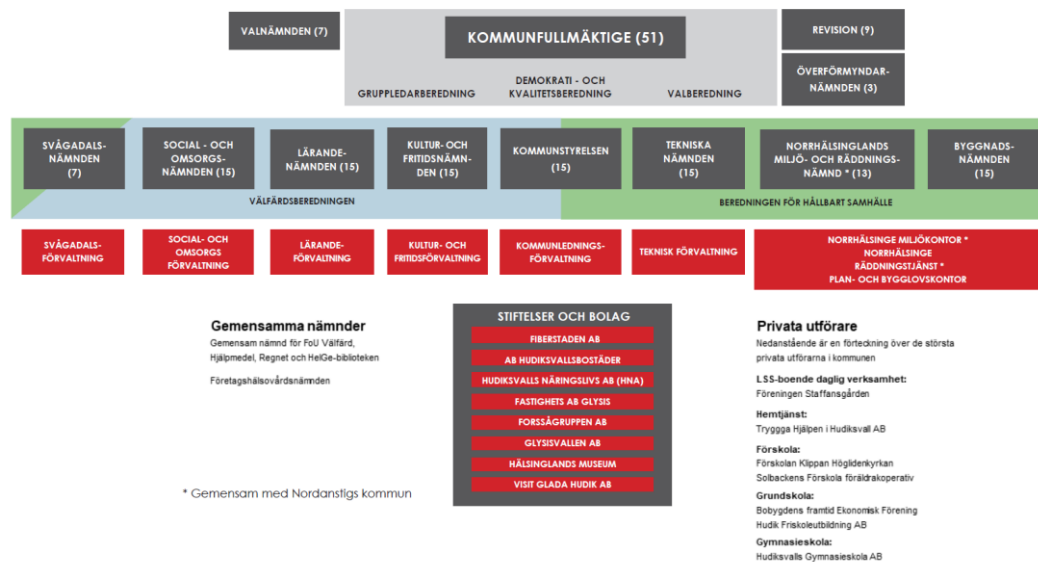 VALNÄMNDEN (7)
KOMMUNFULLMÄKTIGE (51)
REVISION (9)
ÖVERFÖRMYNDAR-
NÄMNDEN (3)
GRUPPLEDARBEREDNING
DEMOKRATI - OCH
KVALITETSBEREDNING
VALBEREDNING
SVÅGADALS-
NÄMNDEN
(7)
SOCIAL - OCH
OMSORGS-
NÄMNDEN (15)
LÄRANDE-
NÄMNDEN (15)
KULTUR- OCH
FRITIDSNÄMN-
DEN (15)
KOMMUNSTYRELSEN
(15)
TEKNISKA
NÄMNDEN
(15)
NORRHÄLSINGLANDS
MILJÖ- OCH RÄDDNINGS-
NÄMND * (13)
BYGGNADS-
NÄMNDEN
(15)
VÄLFÄRDSBEREDNINGEN
BEREDNINGEN FÖR HÅLLBART SAMHÄLLE
SVÅGADALS-
FÖRVALTNING
SOCIAL- OCH
OMSORGS
FÖRVALTNING
LÄRANDE-
FÖRVALTNING
KULTUR- OCH
FRITIDSFÖRVALTNING
KOMMUNLEDNINGS-
FÖRVALTNING
TEKNISK FÖRVALTNING
NORRHÄLSINGE MILJÖKONTOR *
NORRHÄLSINGE
RÄDDNINGSTJÄNST *
PLAN- OCH BYGGLOVSKONTOR
Gemensamma nämnder
Gemensam nämnd för FoU Välfärd,
Hjälpmedel, Regnet och HelGe-biblioteken
Företagshälsovårdsnämnden
* Gemensam med Nordanstigs kommun
STIFTELSER OCH BOLAG
FIBERSTADEN AB
AB HUDIKSVALLSBOSTÄDER
HUDIKSVALLS NÄRINGSLIVS AB (HNA)
FASTIGHETS AB GLYSIS
FORSSÅGRUPPEN AB
GLYSISVALLEN AB
HÄLSINGLANDS MUSEUM
VISIT GLADA HUDIK AB
Privata utförare
Nedanstående är en förteckning över de största
privata utförarna i kommunen
LSS-boende daglig verksamhet:
Föreningen Staffansgården
Hemtjänst:
Tryggga Hjälpen i Hudiksvall AB
Förskola:
Förskolan Klippan Höglidenkyrkan
Solbackens Förskola föräldrakoperativ
Grundskola:
Bobygdens framtid Ekonomisk Förening
Hudik Friskoleutbildning AB
Gymnasieskola:
Hudiksvalls Gymnasieskola AB